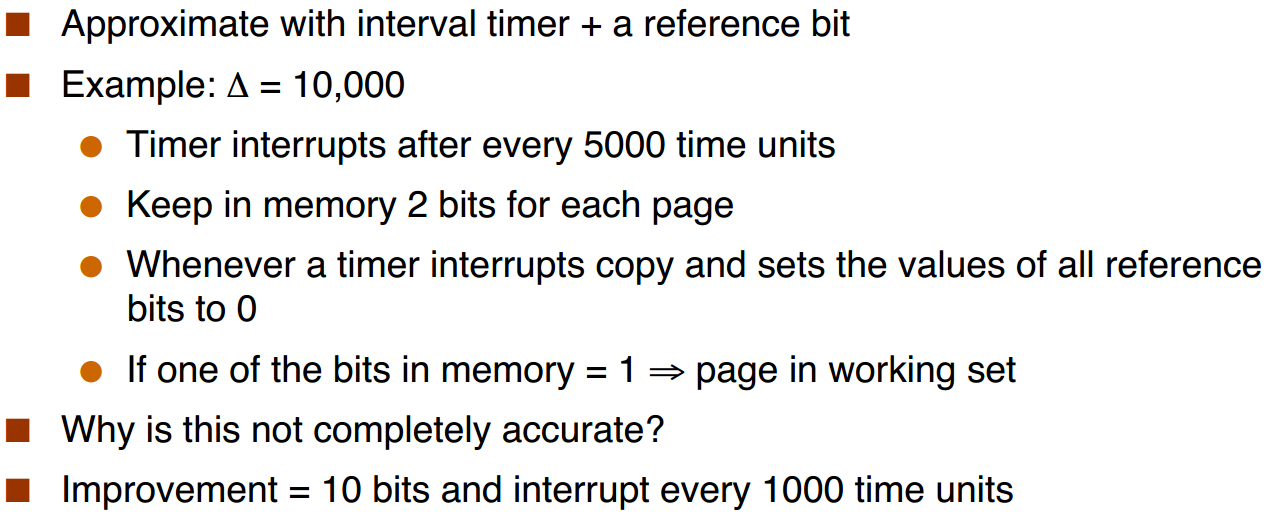 Approximate with interval timer + a reference bit
Example: Δ = 10,000
Timer interrupts after every 5000 time units
Keep in memory 2 bits for each page
Whenever a timer interrupts copy and sets the values of all reference
bits to 0
If one of the bits in memory = 1 ⇒ page in working set
Why is this not completely accurate?
Improvement = 10 bits and interrupt every 1000 time units